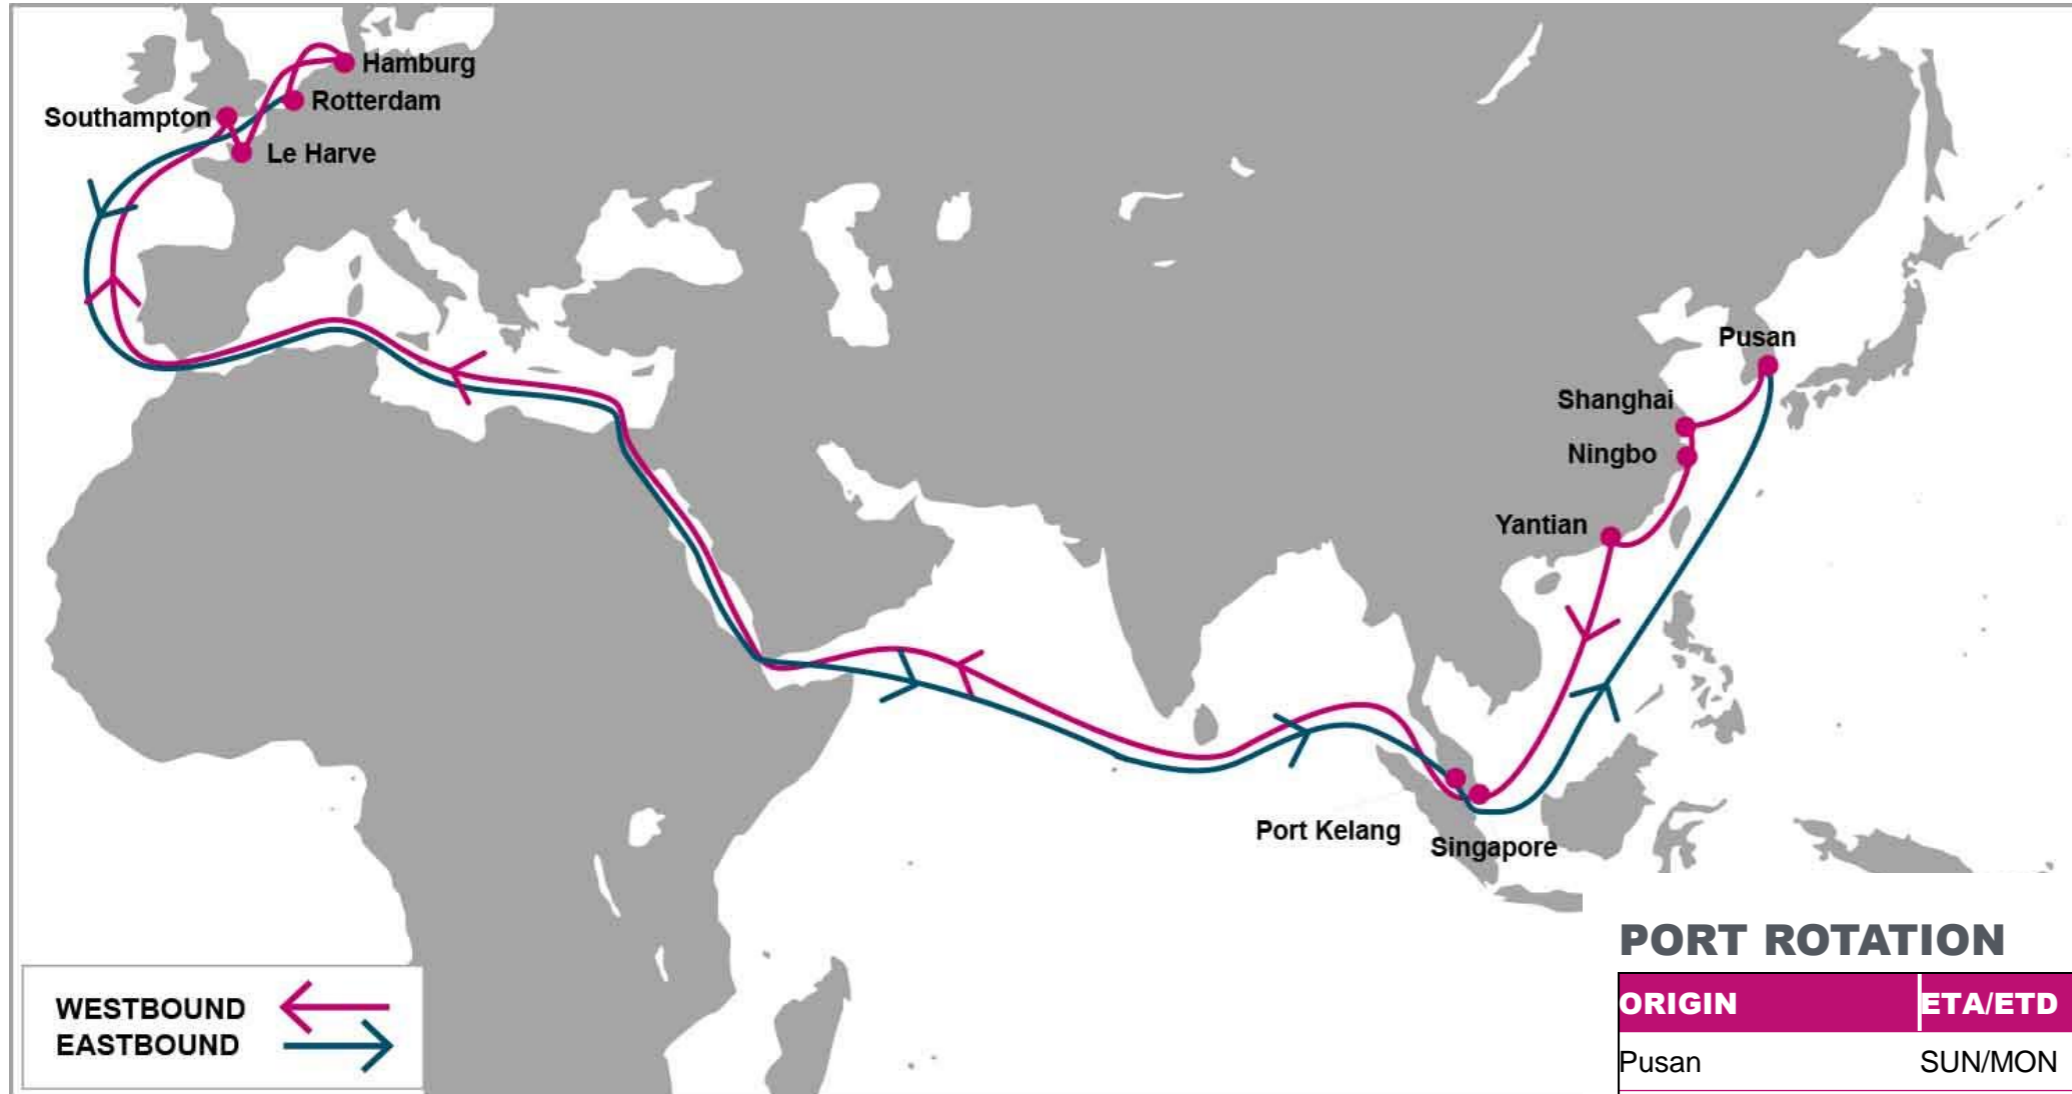 Hamburg
Rotterdam
Southampton
Le Harve
Pusan
Shanghai
Ningbo
Yantian
Port Kelang
Singapore
WESTBOUND
EASTBOUND
PORT ROTATION
ORIGIN ETA/ETD
Pusan SUN/MON